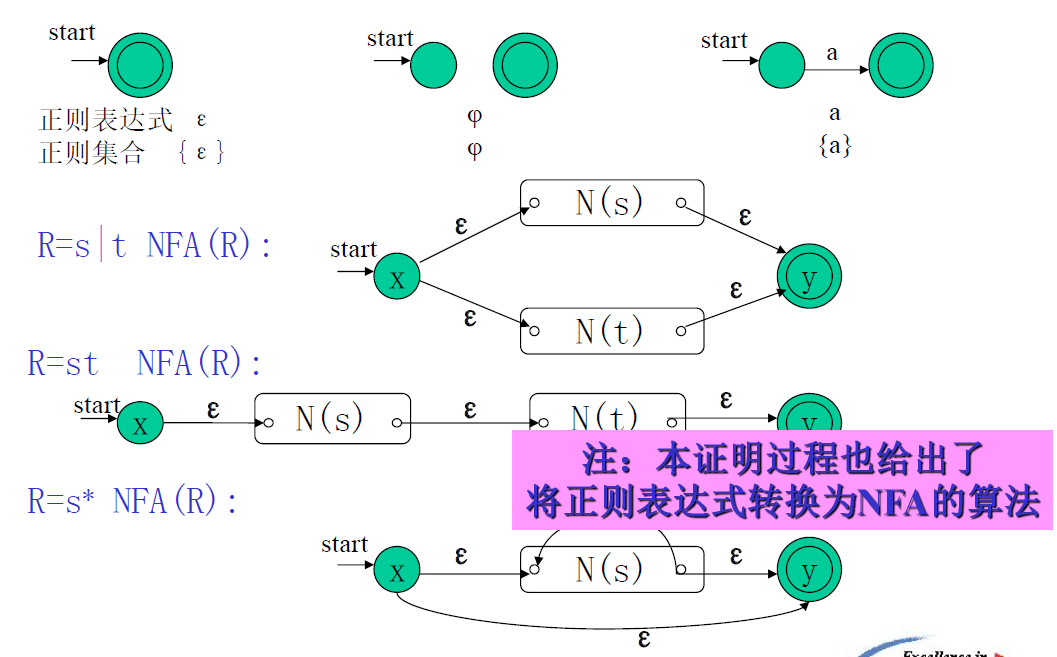 start
start
start
a
正则表达式 ε
φ
a
正则集合 {ε}
φ
{a}
R=s|t NFA(R):
start
x
ε
N(s)
ε
ε
N(t)
ε
y
R=st NFA(R):
start
x
ε
N(s)
ε
N(t)
ε
y
注：本证明过程也给出了
将正则表达式转换为NFA的算法
R=s* NFA(R):
start
x
ε
N(s)
ε
y
ε
Excellence in